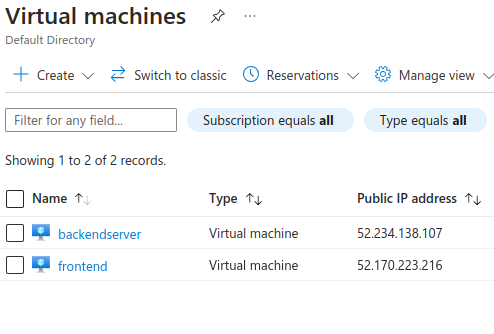 Virtual machines
Default Directory
Create Switch to classic Reservations Manage view
Filter for any field... Subscription equals all Type equals all
Showing 1 to 2 of 2 records.
Name Type Public IP address
backendserver Virtual machine 52.234.138.107
frontend Virtual machine 52.170.223.216